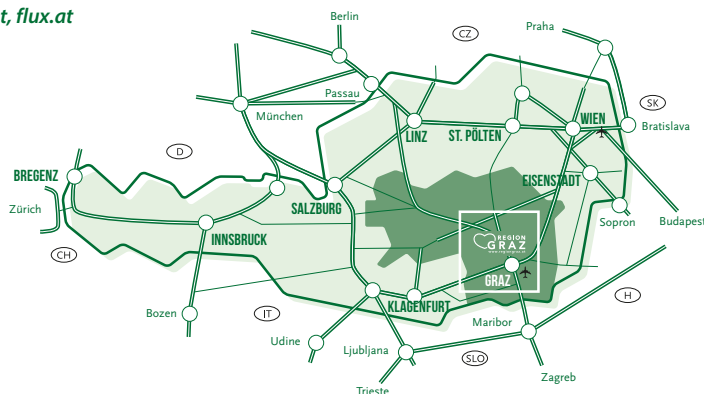 t, flux.at
Berlin
CZ
Praha
Passau
SK
München
LINZ
ST. PÖLTEN
WIEN
Bratislava
D
BREGENZ
EISENSTADT
Zürich
SALZBURG
Sopron
Budapest
INNSBRUCK
REGION
GRAZ
CH
GRAZ
H
Bozen
IT
KLAGENFURT
Maribor
Udine
Ljubljana
SLO
Zagreb
Trieste